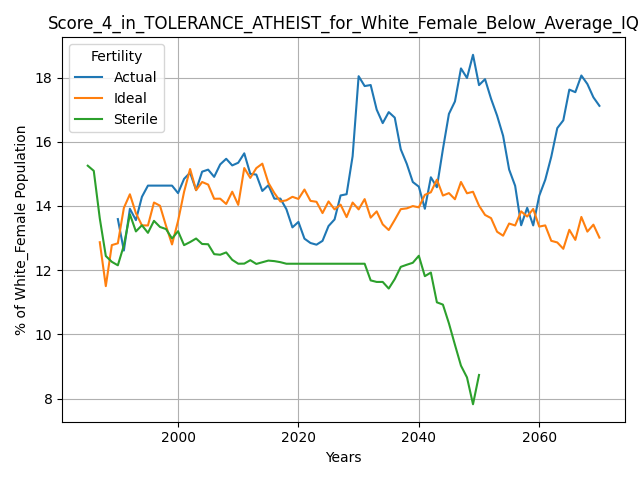 Score_4_in_TOLERANCE_ATHEIST_for_White_Female_Below_Average_IQ
Fertility
Actual
Ideal
Sterile
% of White_Female Population
18
16
14
12
10
8
2000
2020
2040
2060
Years